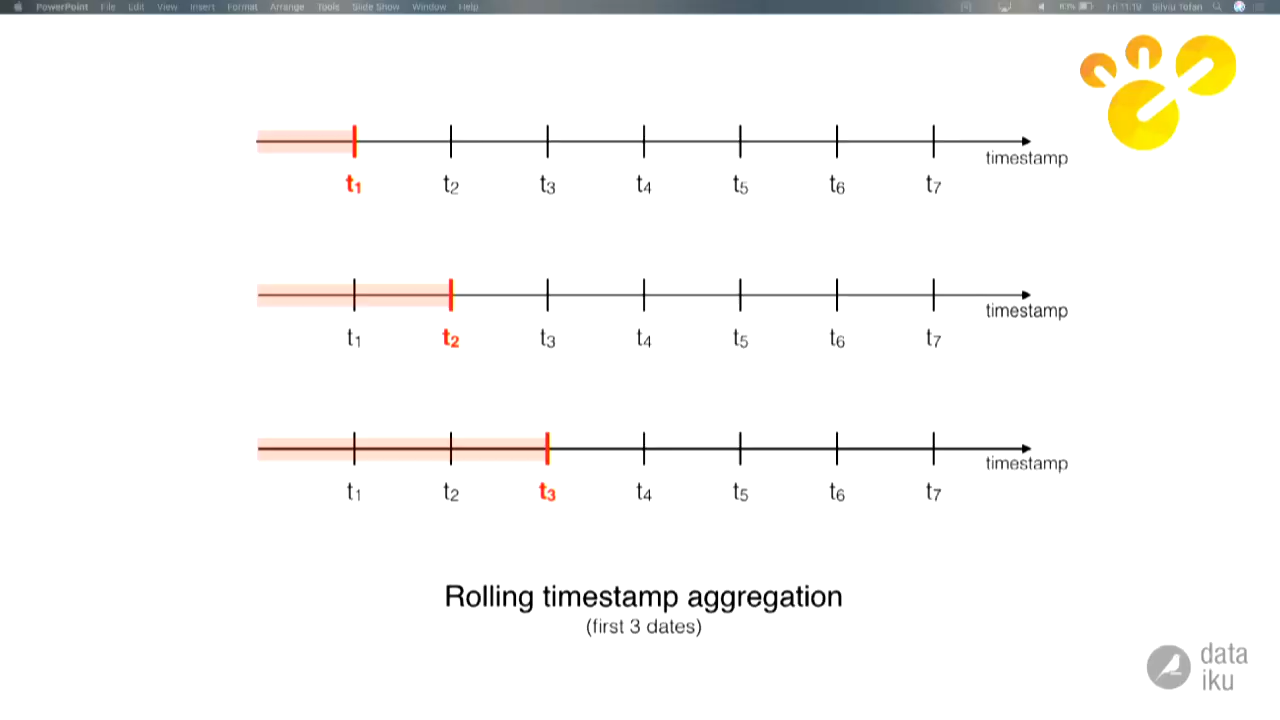 PowerPoint File Edit View Insert Format Arrange Tools Slide Show Window Help
timestamp
t1 t2 t3 t4 t5 t6 t7
timestamp
t1 t2 t3 t4 t5 t6 t7
timestamp
t1 t2 t3 t4 t5 t6 t7
Rolling timestamp aggregation
(first 3 dates)
data
iku